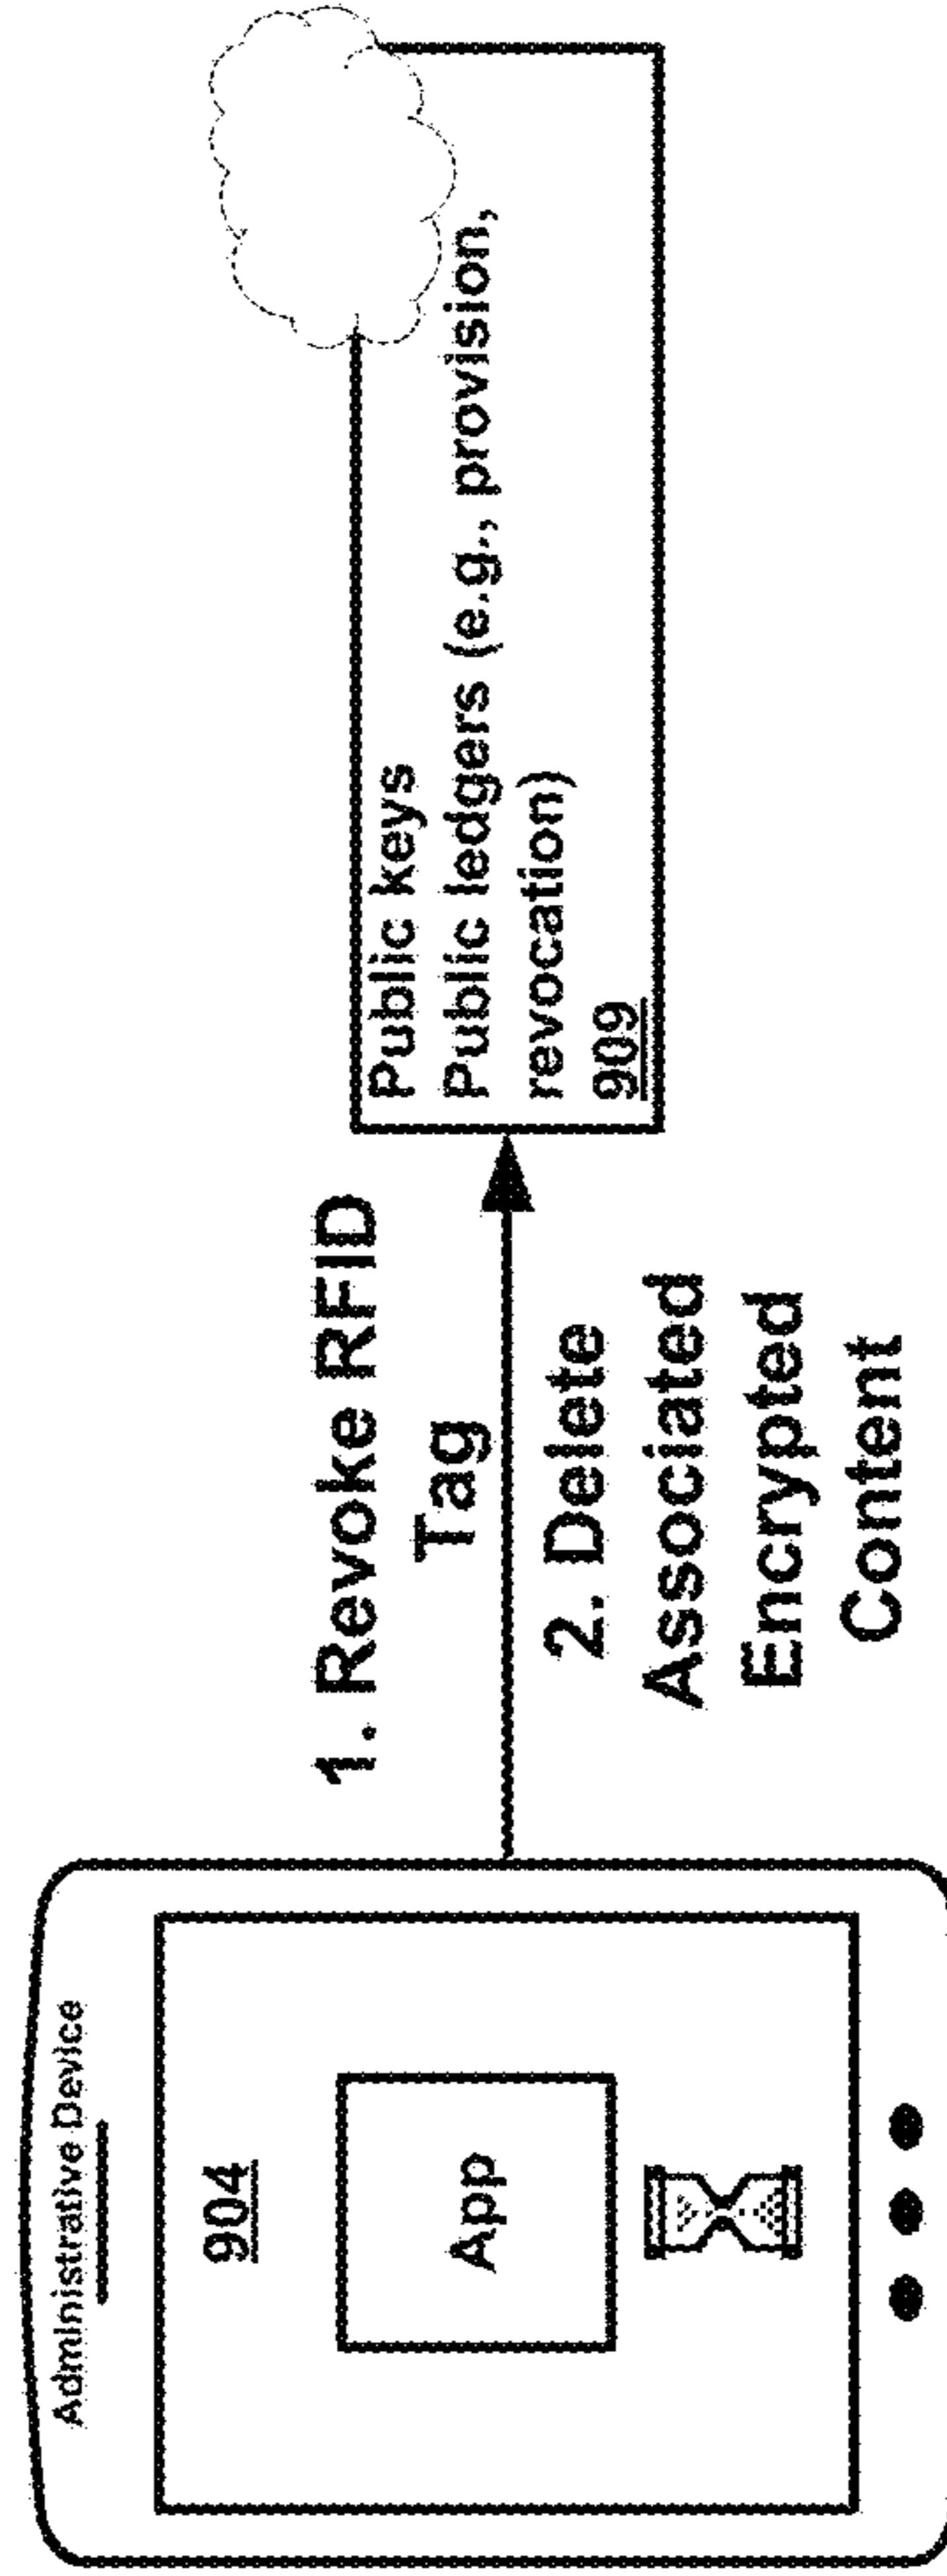 Administrative Device
904
App
1. Revoke RFID
Tag
2. Delete
Associated
Encrypted
Content
Public keys
Public ledgers (e.g., provision,
revocation)
909